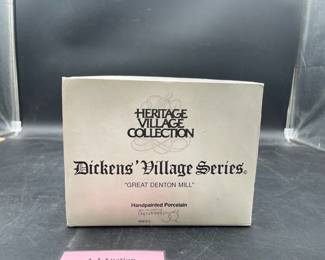 HERITAGE
VILLAGE
COLLECTION
Dickens' Village Series®
"GREAT DENTON MILL"
Handpainted Porcelain